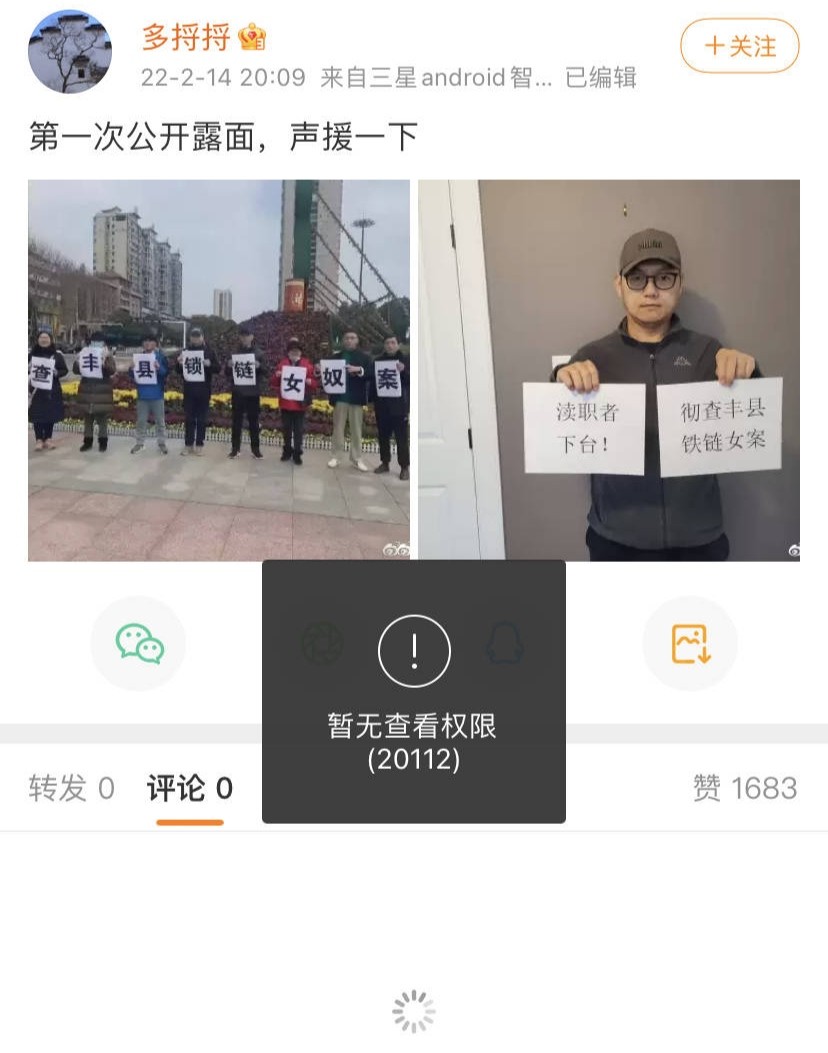 多捋捋
+关注
22-2-14 20:09 来自三星android智... 已编辑
第一次公开露面，声援一下
查丰县锁链女奴案
渎职者
下台！
彻查丰县
铁链女案
暂无查看权限
(20112)
转发 0 评论 0 赞 1683